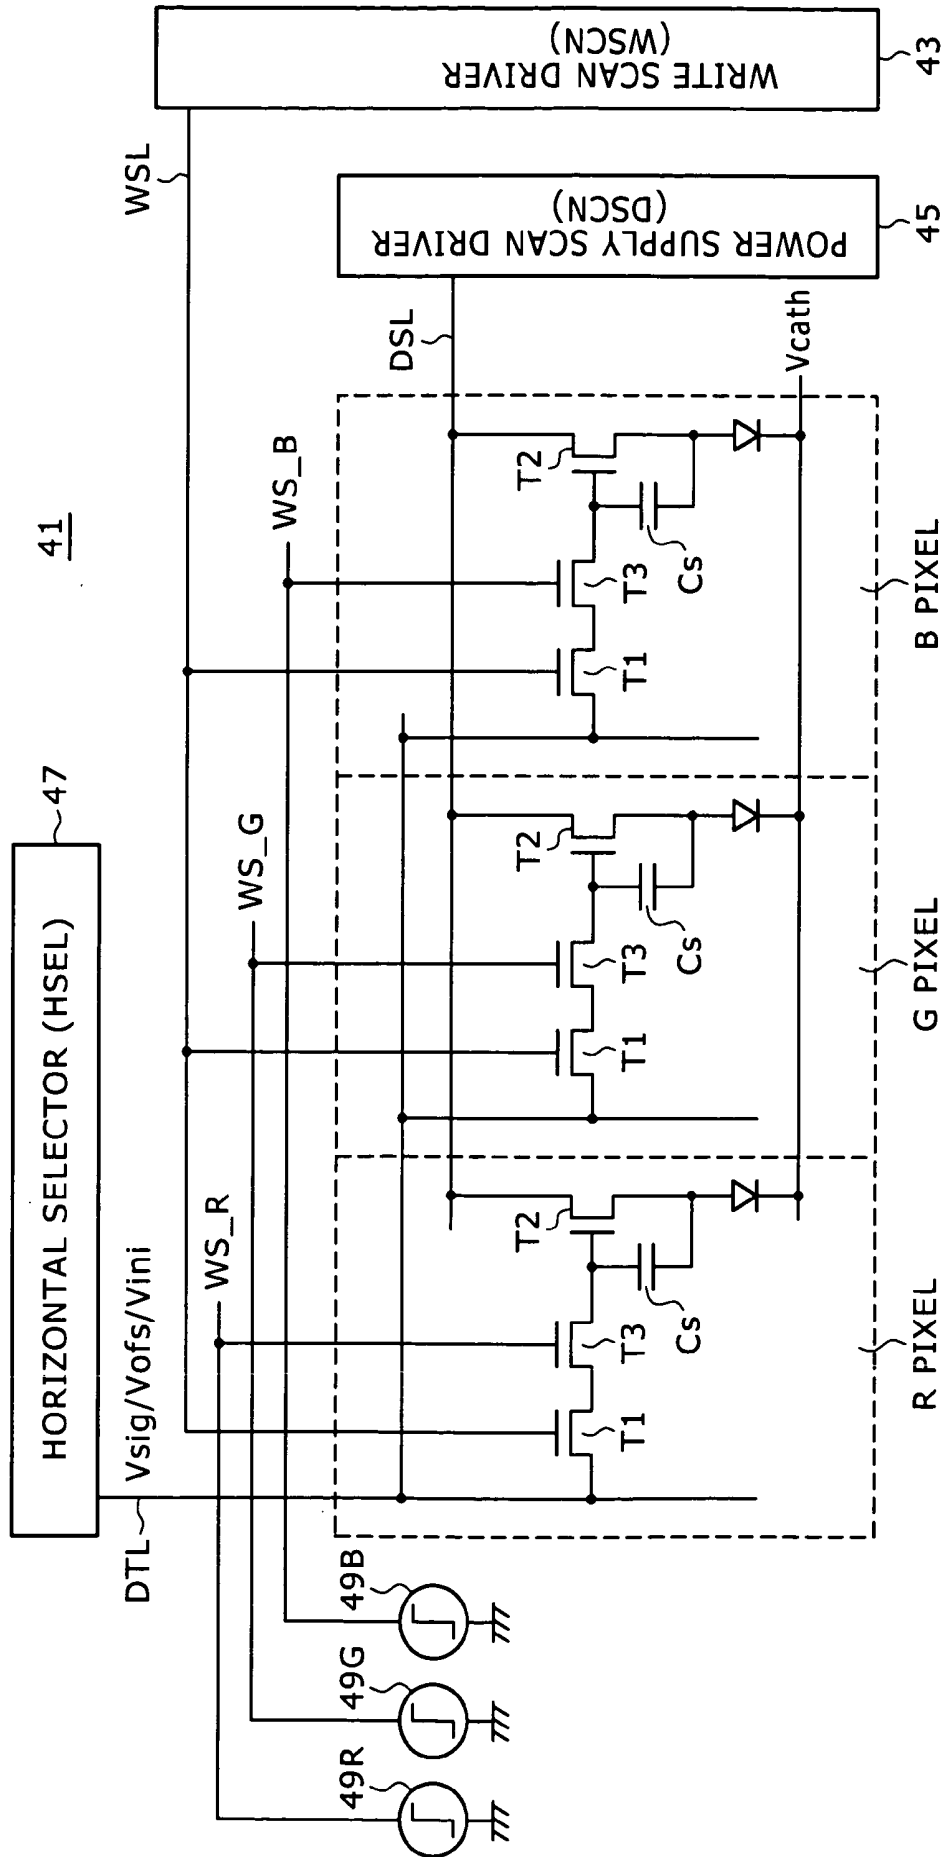 41
HORIZONTAL SELECTOR (HSEL)
47
DTL
Vsig/Vofs/Vini
WS_R
WS_G
WS_B
WSL
WRITE SCAN DRIVER
(WSCN)
43
49R
49G
49B
DSL
POWER SUPPLY SCAN DRIVER
(DSCN)
45
T1
T3
T2
Cs
T1
T3
T2
Cs
T1
T3
T2
Cs
Vcath
R PIXEL
G PIXEL
B PIXEL